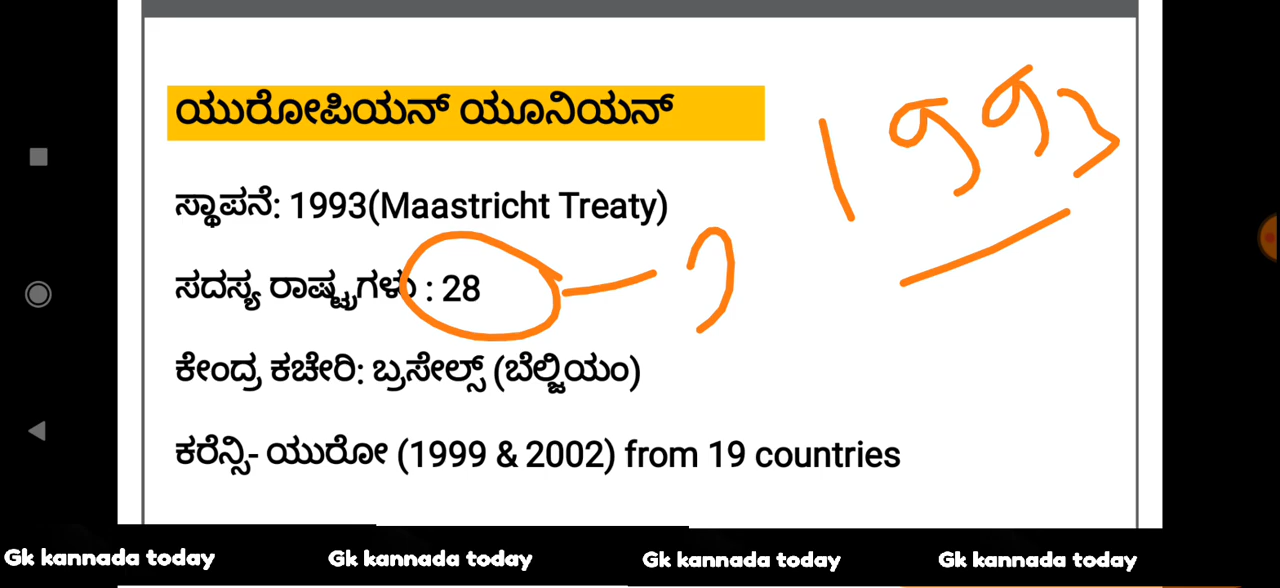 ಯುರೋಪಿಯನ್ ಯೂನಿಯನ್
1993
ಸ್ಥಾಪನೆ: 1993(Maastricht Treaty)
ಸದಸ್ಯ ರಾಷ್ಟ್ರಗಳು : 28
ಕೇಂದ್ರ ಕಚೇರಿ: ಬ್ರಸೇಲ್ಸ್ (ಬೆಲ್ಜಿಯಂ)
ಕರೆನ್ಸಿ- ಯುರೋ (1999 & 2002) from 19 countries
Gk kannada today Gk kannada today Gk kannada today Gk kannada today